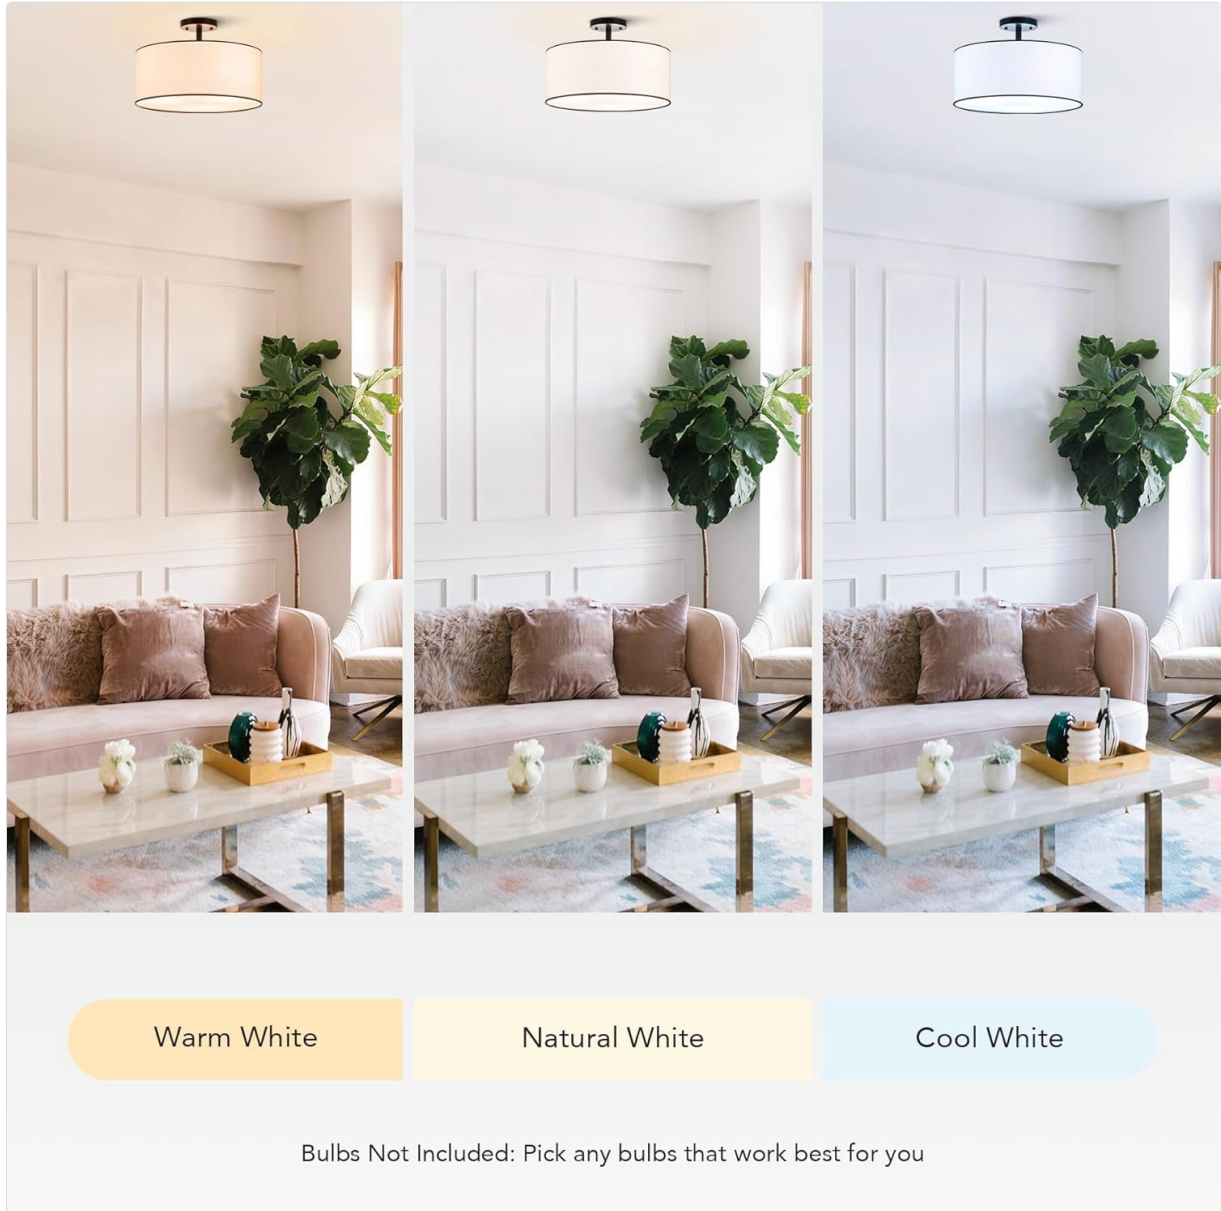 Warm White
Natural White
Cool White
Bulbs Not Included: Pick any bulbs that work best for you